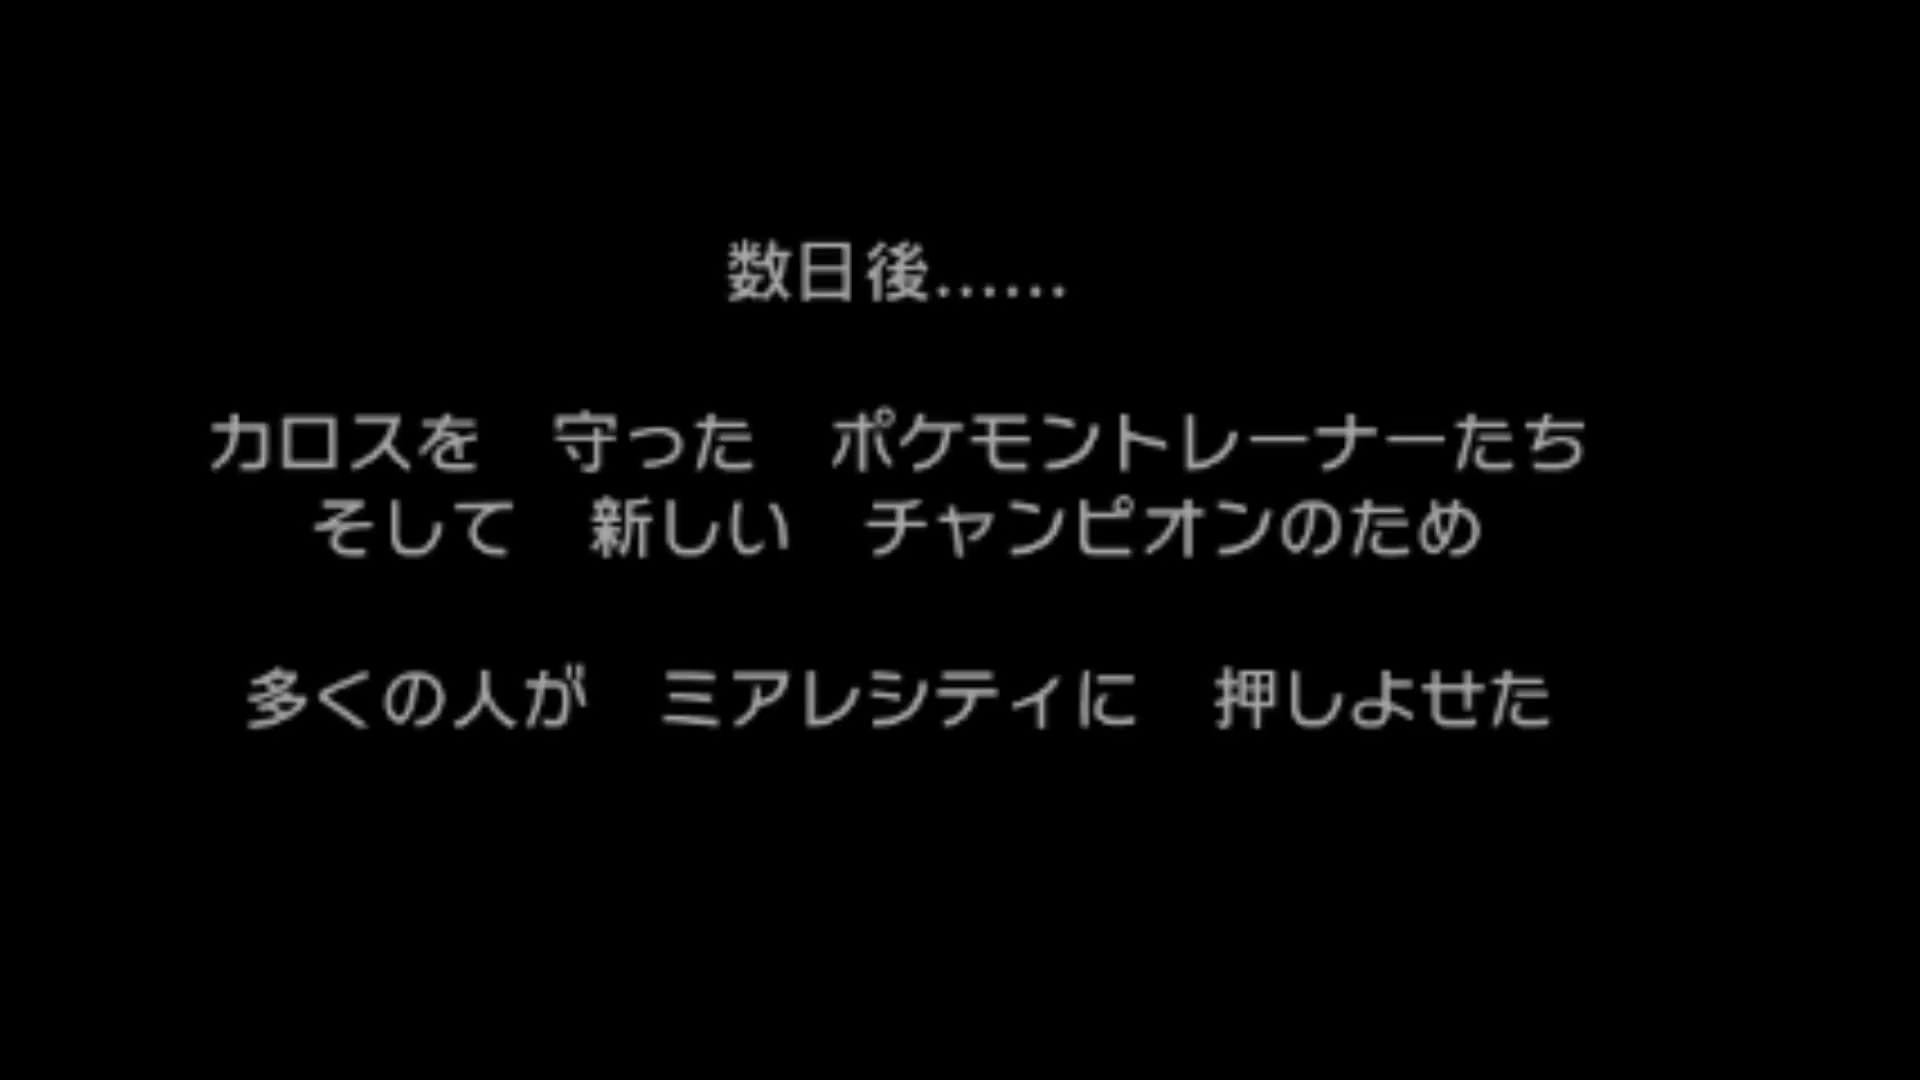 数日後……
カロスを　守った　ポケモントレーナーたち
そして　新しい　チャンピオンのため
多くの人が　ミアレシティに　押しよせた